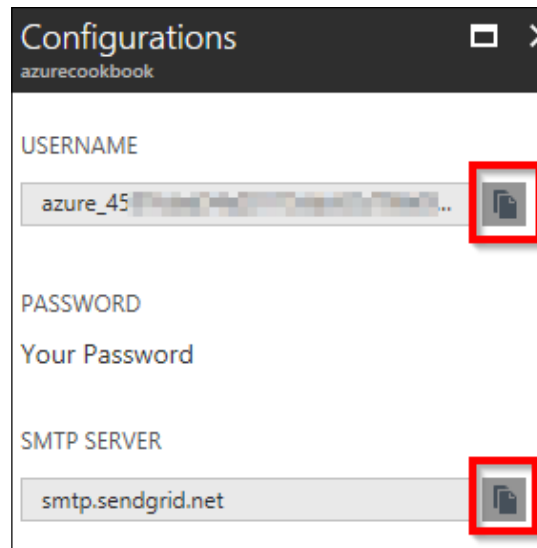 Configurations
azurecookbook
USERNAME
azure_45 ...
PASSWORD
Your Password
SMTP SERVER
smtp.sendgrid.net